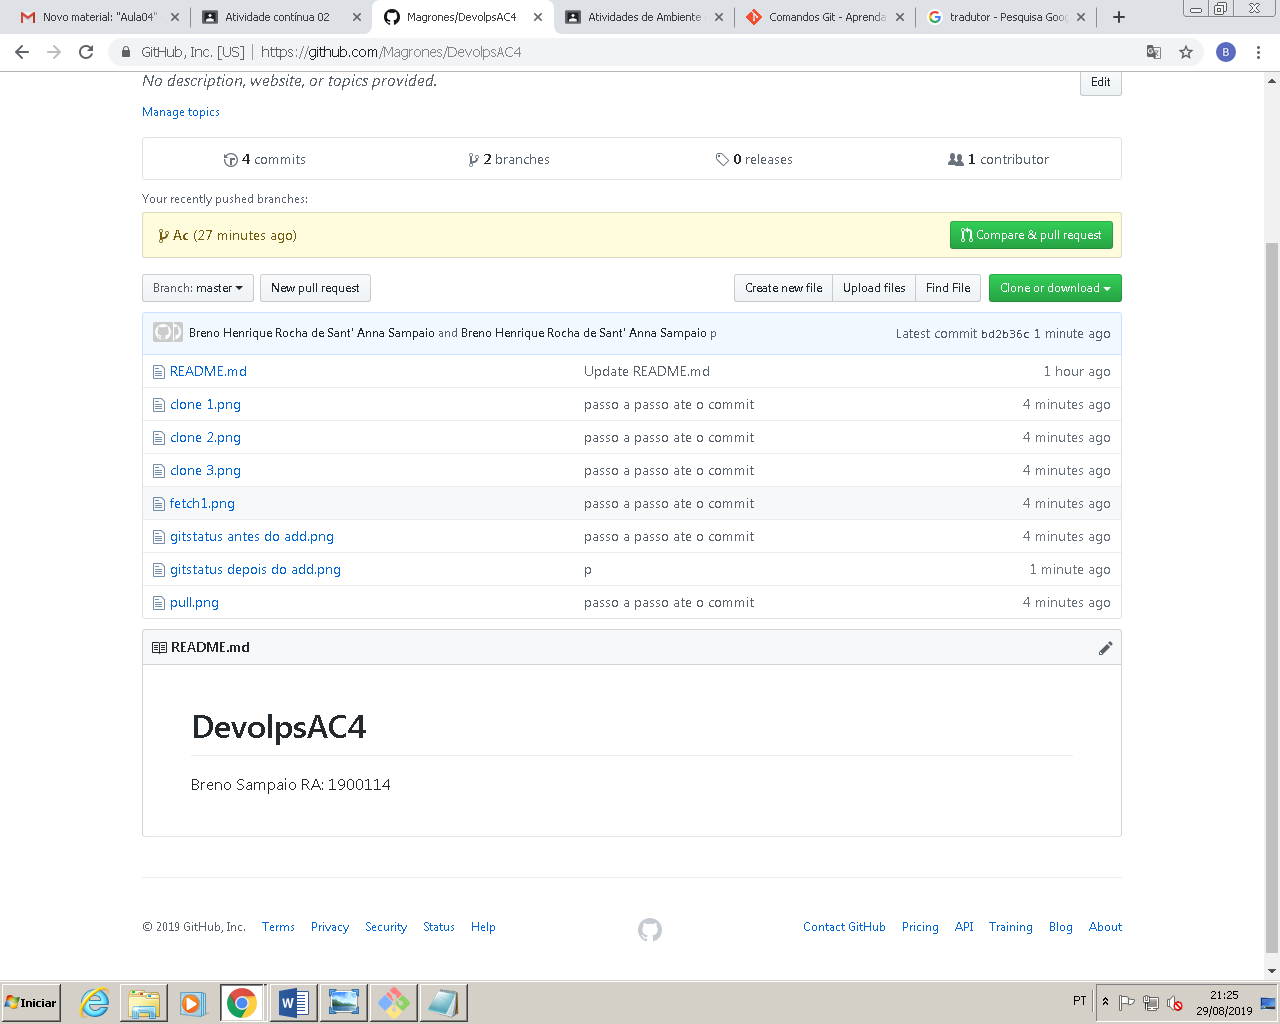 Novo material: "Aula04"
Atividade contínua 02
Magrones/DevolpsAC4
Atividades de Ambiente
Comandos Git - Aprenda
tradutor - Pesquisa Goo
GitHub, Inc. [US] | https://github.com/Magrones/DevolpsAC4
B
No description, website, or topics provided.
Edit
Manage topics
4 commits
2 branches
0 releases
1 contributor
Your recently pushed branches:
Ac (27 minutes ago)
Compare & pull request
Branch: master
New pull request
Create new file
Upload files
Find File
Clone or download
Breno Henrique Rocha de Sant' Anna Sampaio and Breno Henrique Rocha de Sant' Anna Sampaio p
Latest commit bd2b36c 1 minute ago
README.md Update README.md 1 hour ago
clone 1.png passo a passo ate o commit 4 minutes ago
clone 2.png passo a passo ate o commit 4 minutes ago
clone 3.png passo a passo ate o commit 4 minutes ago
fetch1.png passo a passo ate o commit 4 minutes ago
gitstatus antes do add.png passo a passo ate o commit 4 minutes ago
gitstatus depois do add.png p 1 minute ago
pull.png passo a passo ate o commit 4 minutes ago
README.md
DevolpsAC4
Breno Sampaio RA: 1900114
© 2019 GitHub, Inc. Terms Privacy Security Status Help
Contact GitHub Pricing API Training Blog About
Iniciar
PT
21:25
29/08/2019